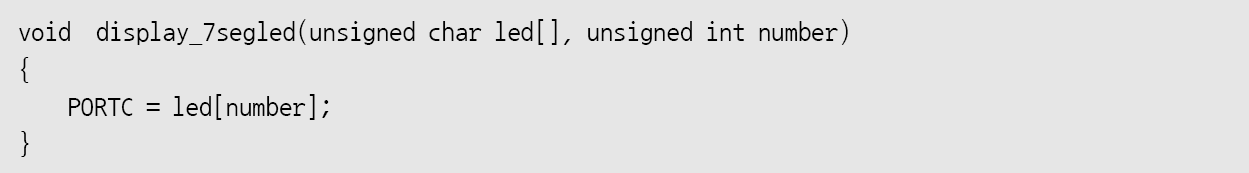 void  display_7segled(unsigned char led[], unsigned int number)
{
    PORTC = led[number];
}